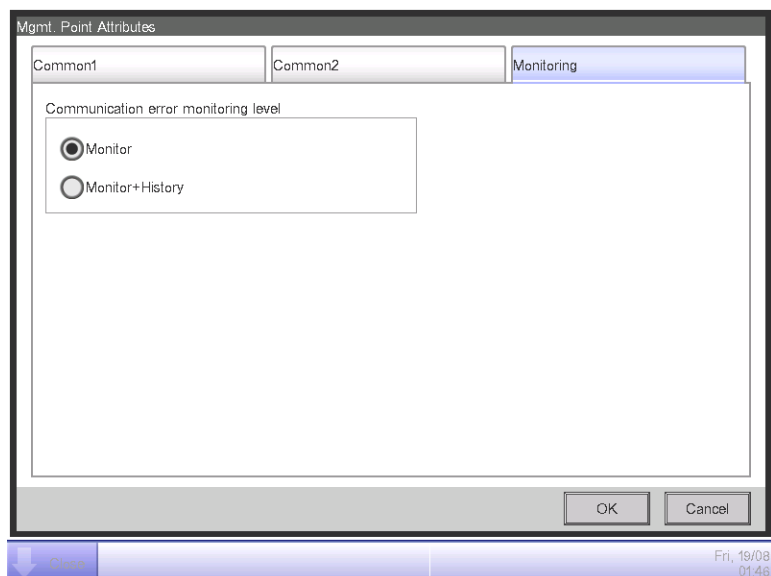 Mgmt. Point Attributes
Common1
Common2
Monitoring
Communication error monitoring level
Monitor
Monitor+History
OK
Cancel
Close
Fri, 19/08
01:46